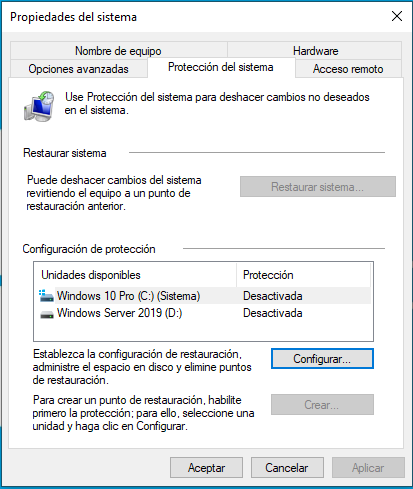 Propiedades del sistema
Nombre de equipo
Hardware
Opciones avanzadas
Protección del sistema
Acceso remoto
Use Protección del sistema para deshacer cambios no deseados
en el sistema.
Restaurar sistema
Puede deshacer cambios del sistema
revirtiendo el equipo a un punto de
restauración anterior.
Restaurar sistema...
Configuración de protección
Unidades disponibles
Protección
Windows 10 Pro (C:) (Sistema)
Desactivada
Windows Server 2019 (D:)
Desactivada
Establezca la configuración de restauración,
administre el espacio en disco y elimine puntos
de restauración.
Configurar...
Para crear un punto de restauración, habilite
primero la protección; para ello, seleccione una
unidad y haga clic en Configurar.
Crear...
Aceptar
Cancelar
Aplicar